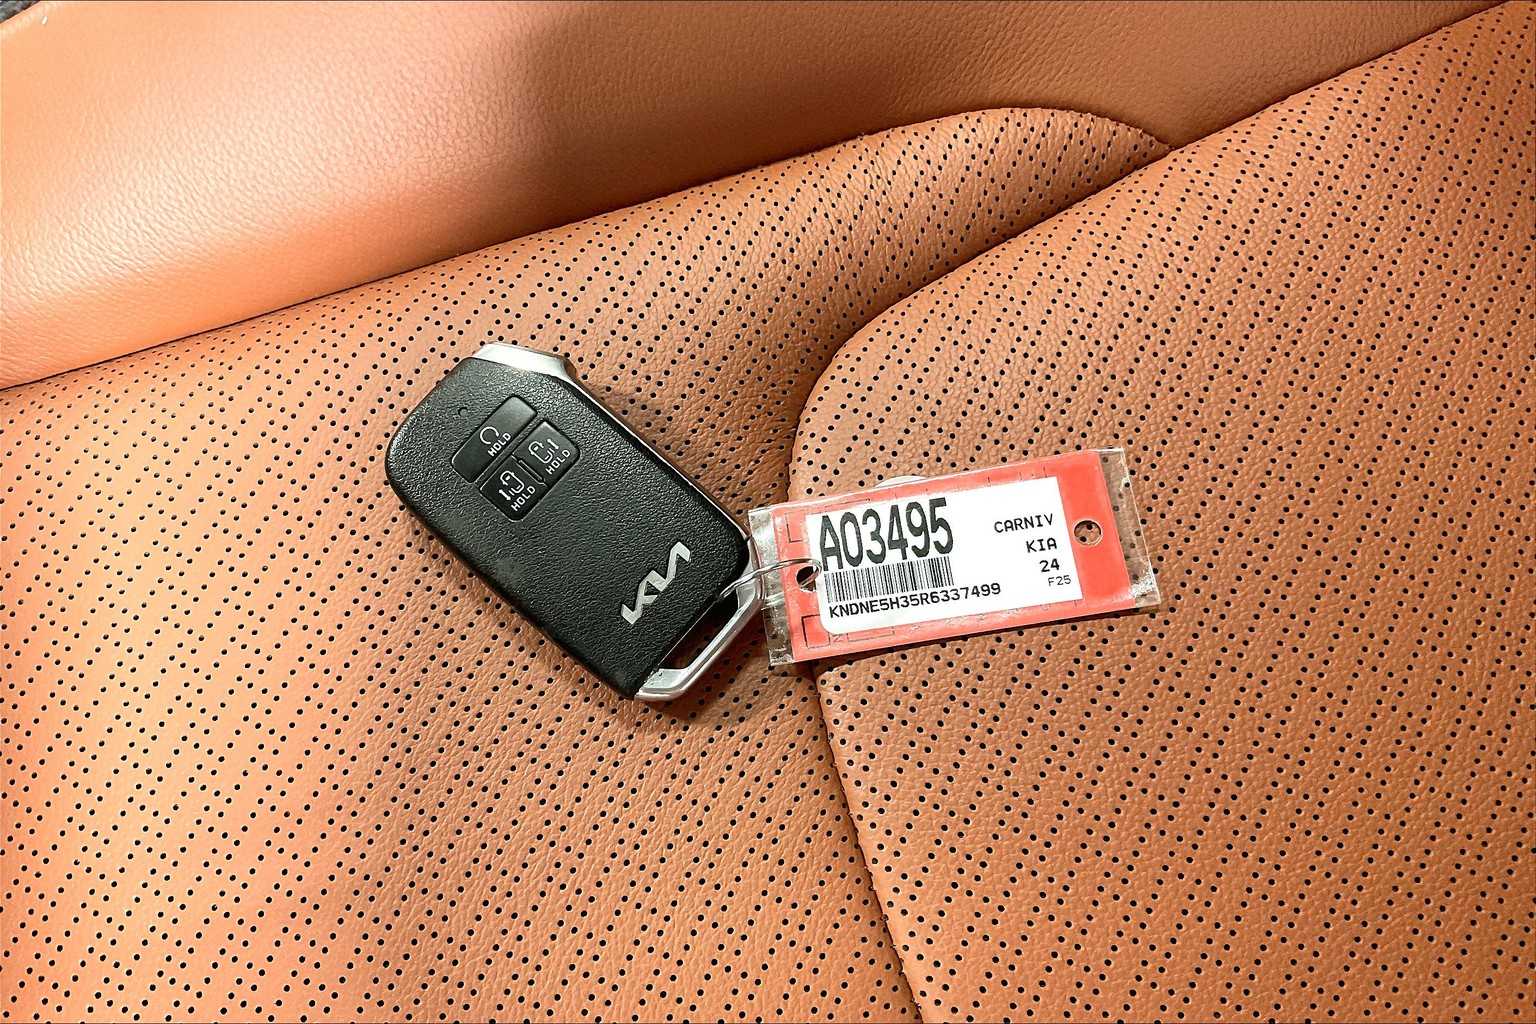 HOLD
HOLD
HOLD
KIA
A03495
CARNIV
KIA
24
F25
KNDNE5H35R6337499